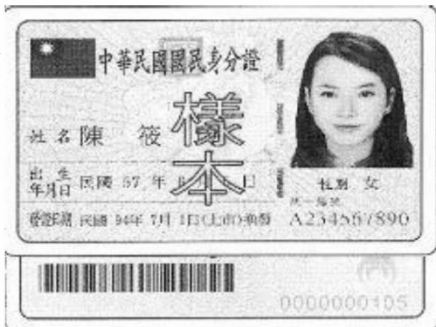 中華民國國民身分證
樣本
姓名 陳 筱
出生年月日 民國 57 年
性別 女
發證日期 民國 94年 7月 1日(北市)換發
A234567890
0000000105